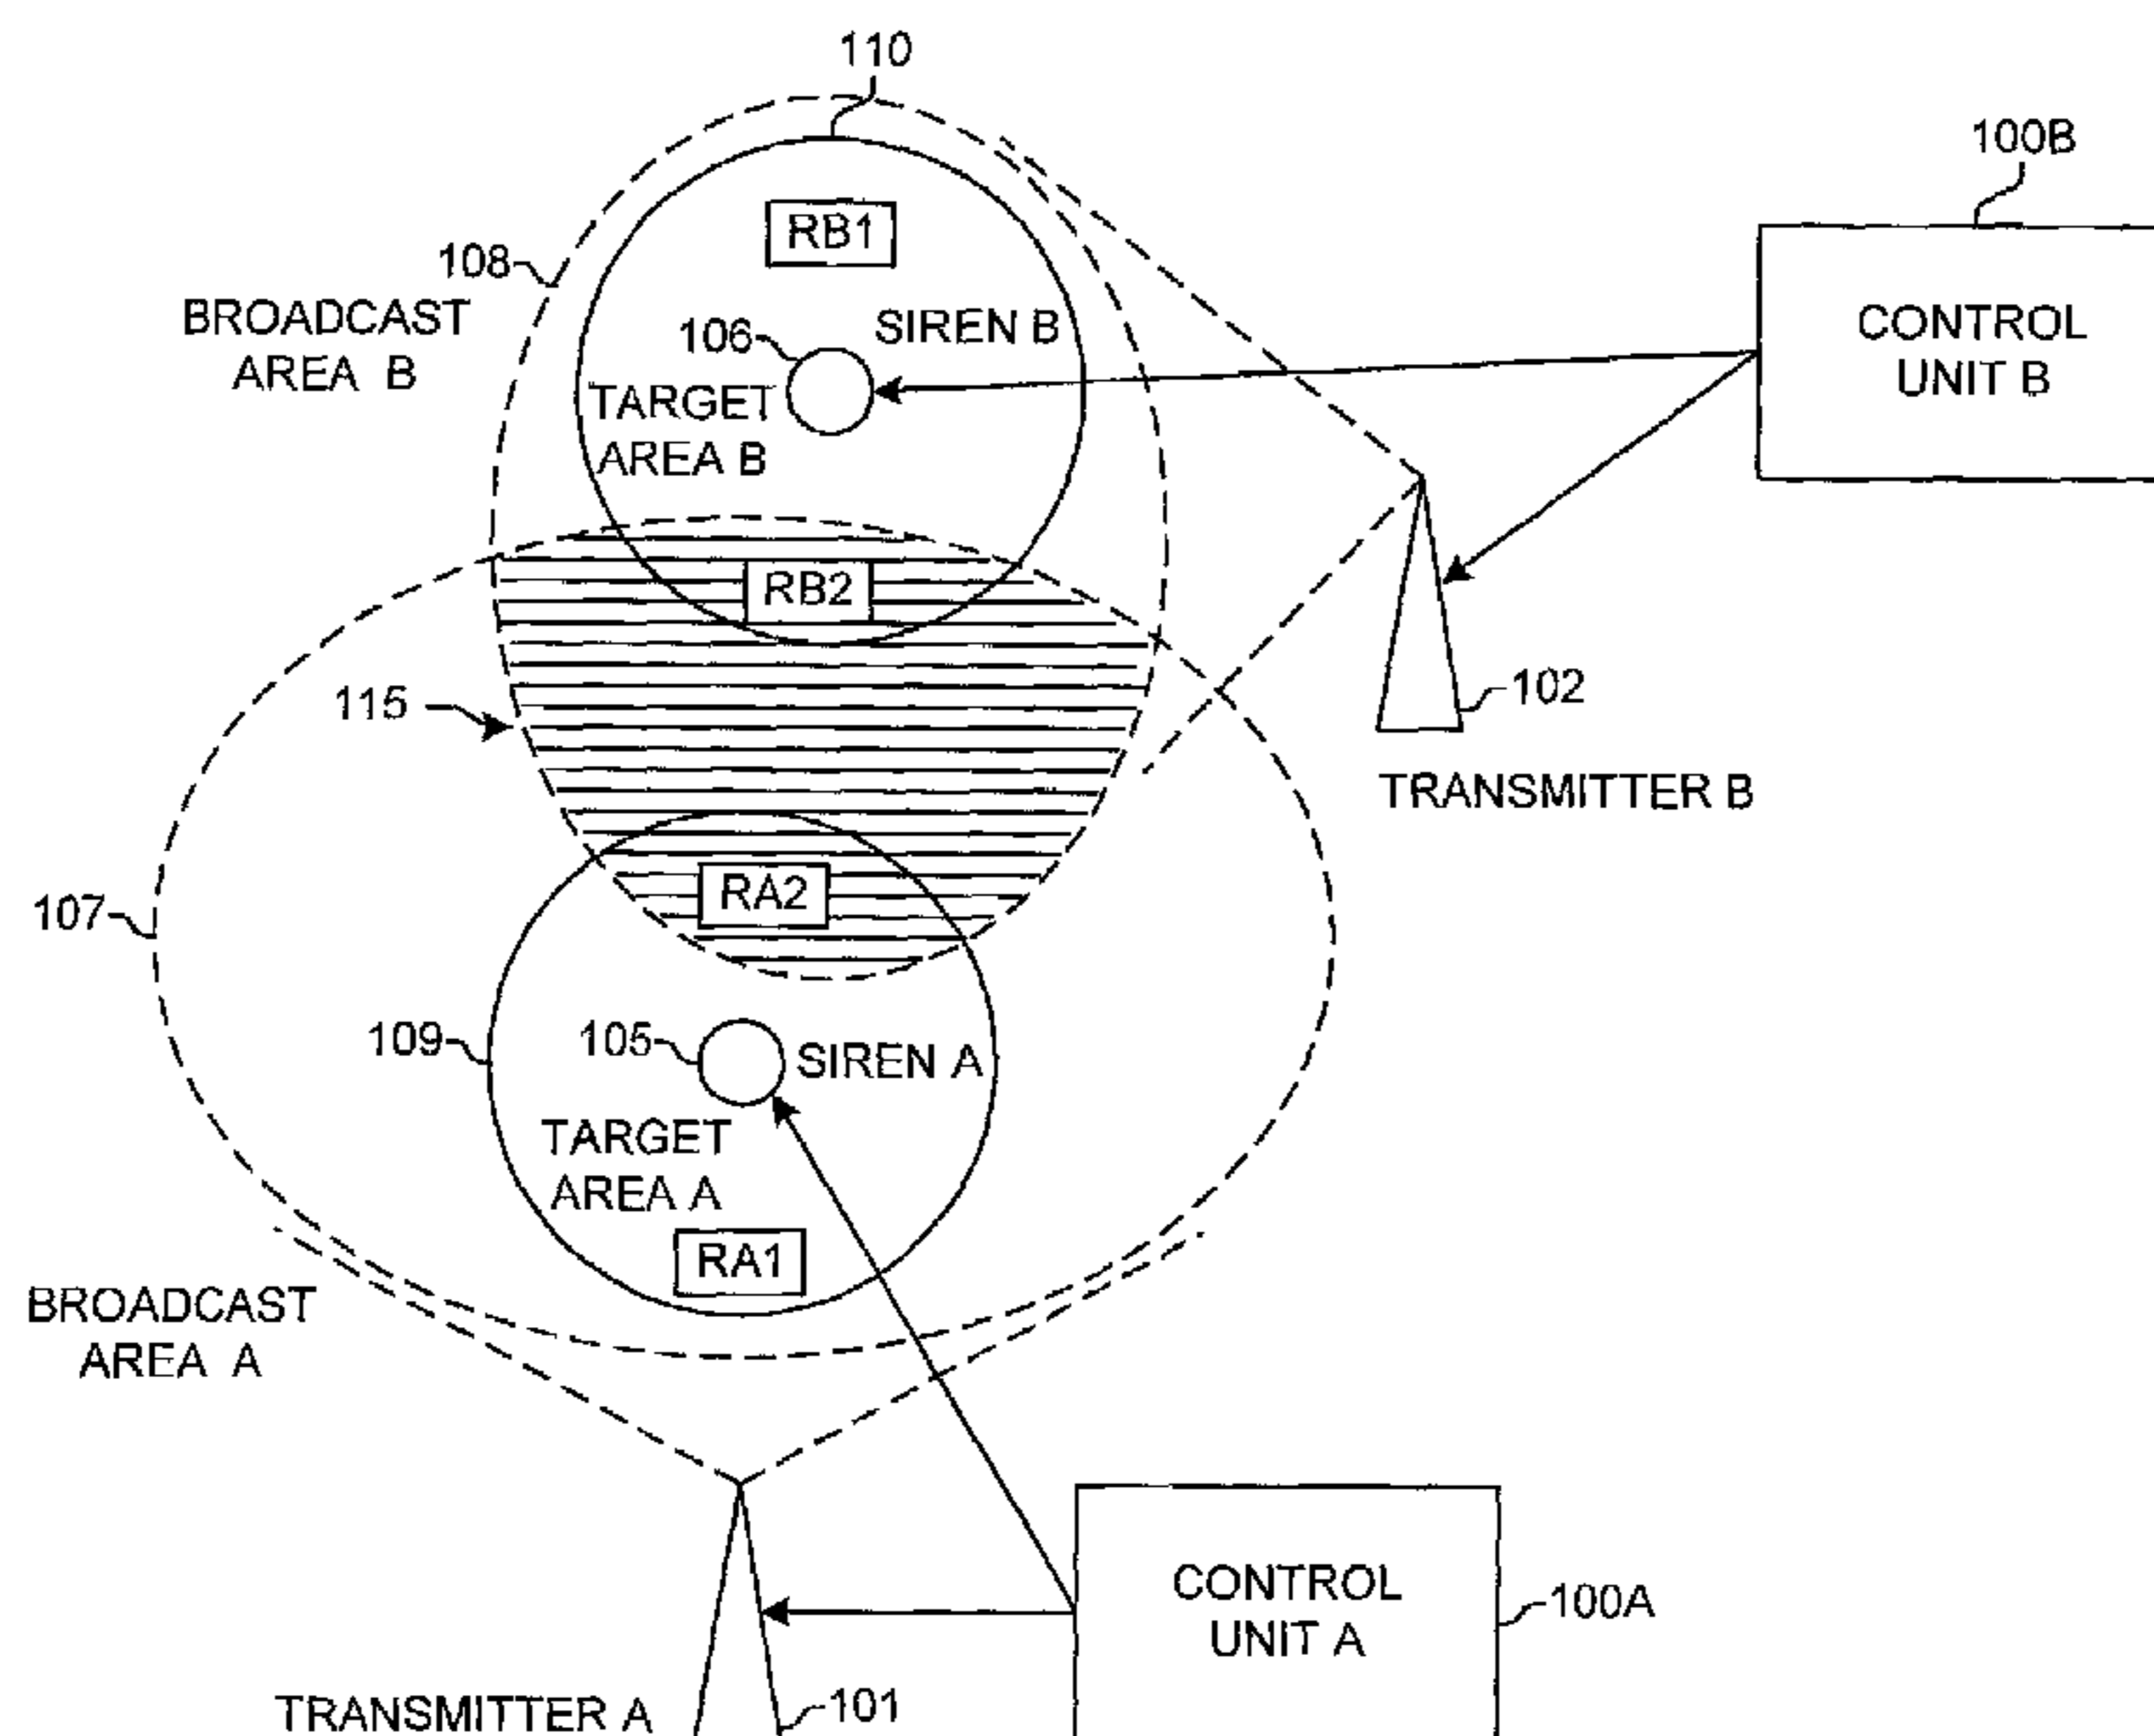 110
100B
RB1
108
BROADCAST
AREA B
106
SIREN B
CONTROL
UNIT B
TARGET
AREA B
RB2
115
102
TRANSMITTER B
RA2
107
109
105
SIREN A
TARGET
AREA A
RA1
BROADCAST
AREA A
CONTROL
UNIT A
100A
TRANSMITTER A
101